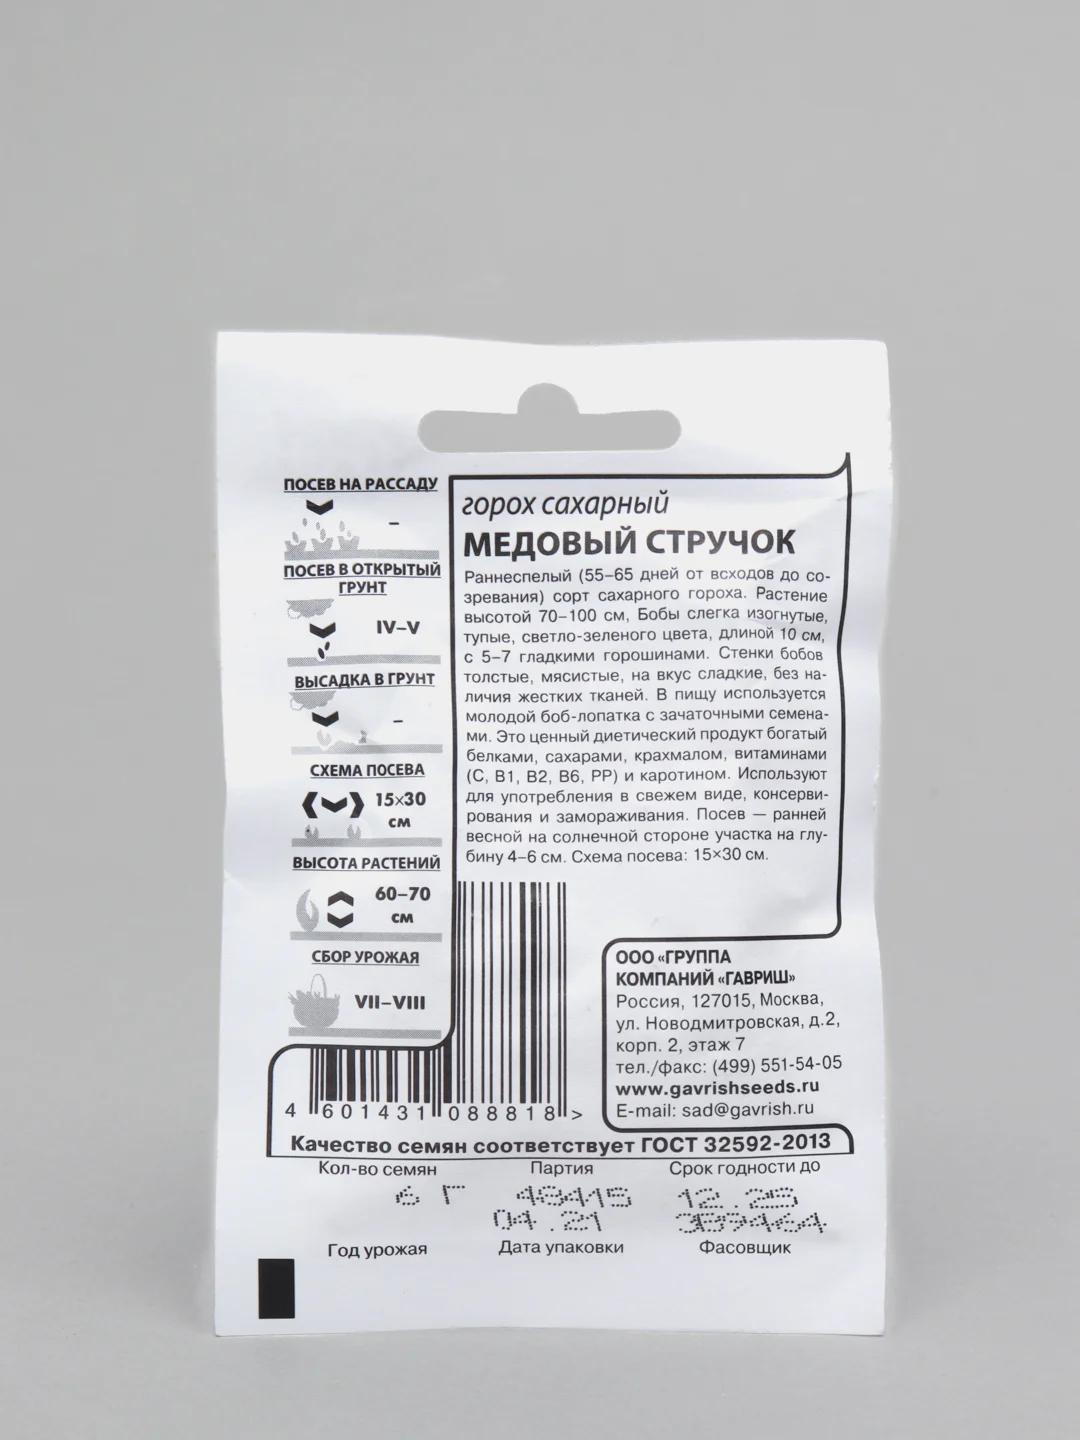 ПОСЕВ НА РАССАДУ
–
ПОСЕВ В ОТКРЫТЫЙ
ГРУНТ
IV–V
ВЫСАДКА В ГРУНТ
–
СХЕМА ПОСЕВА
15×30
см
ВЫСОТА РАСТЕНИЙ
60–70
см
СБОР УРОЖАЯ
VII–VIII
горох сахарный
МЕДОВЫЙ СТРУЧОК
Раннеспелый (55–65 дней от всходов до со-
зревания) сорт сахарного гороха. Растение
высотой 70–100 см, Бобы слегка изогнутые,
тупые, светло-зеленого цвета, длиной 10 см,
с 5–7 гладкими горошинами. Стенки бобов
толстые, мясистые, на вкус сладкие, без на-
личия жестких тканей. В пищу используется
молодой боб-лопатка с зачаточными семена-
ми. Это ценный диетический продукт богатый
белками, сахарами, крахмалом, витаминами
(С, В1, В2, В6, РР) и каротином. Используют
для употребления в свежем виде, консерви-
рования и замораживания. Посев — ранней
весной на солнечной стороне участка на глу-
бину 4–6 см. Схема посева: 15×30 см.
ООО «ГРУППА
КОМПАНИЙ «ГАВРИШ»
Россия, 127015, Москва,
ул. Новодмитровская, д.2,
корп. 2, этаж 7
тел./факс: (499) 551-54-05
www.gavrishseeds.ru
E-mail: sad@gavrish.ru
4 601431 088818 >
Качество семян соответствует ГОСТ 32592-2013
Кол-во семян Партия Срок годности до
6 Г 48415 12.25
04.21 389464
Год урожая Дата упаковки Фасовщик